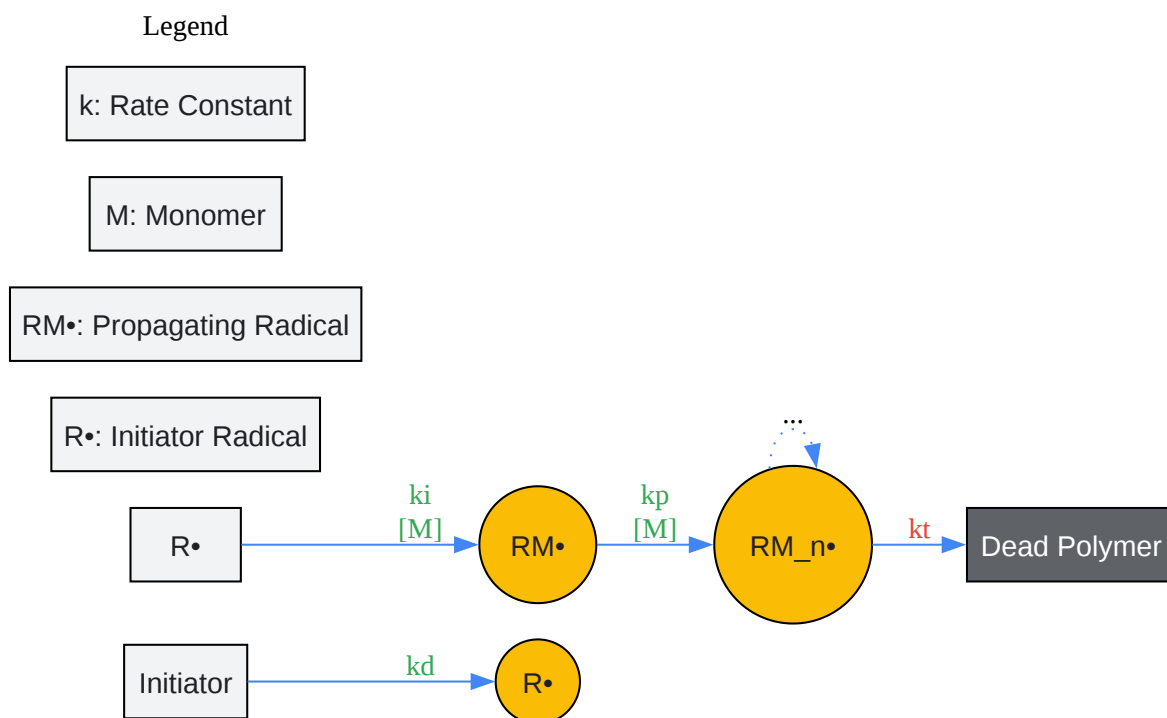 Legend
k: Rate Constant
M: Monomer
RM•: Propagating Radical
R•: Initiator Radical
...
R•
ki
[M]
RM•
kp
[M]
RM_n•
kt
Dead Polymer
Initiator
kd
R•